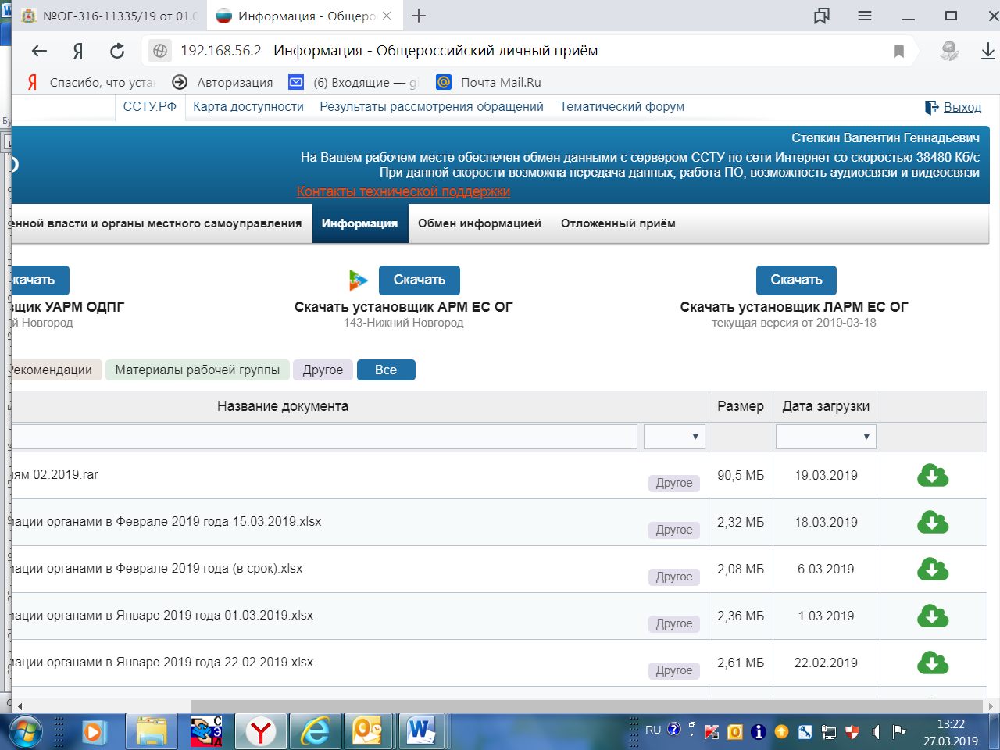 №ОГ-316-11335/19 от 01.0
Информация - Общеро
192.168.56.2 Информация - Общероссийский личный приём
Спасибо, что уста
Авторизация
(6) Входящие — gi
Почта Mail.Ru
ССТУ.РФ
Карта доступности
Результаты рассмотрения обращений
Тематический форум
Выход
Степкин Валентин Геннадьевич
На Вашем рабочем месте обеспечен обмен данными с сервером ССТУ по сети Интернет со скоростью 38480 Кб/с
При данной скорости возможна передача данных, работа ПО, возможность аудиосвязи и видеосвязи
Контакты технической поддержки
енной власти и органы местного самоуправления
Информация
Обмен информацией
Отложенный приём
качать
Скачать
Скачать
вщик УАРМ ОДПГ
Скачать установщик АРМ ЕС ОГ
Скачать установщик ЛАРМ ЕС ОГ
й Новгород
143-Нижний Новгород
текущая версия от 2019-03-18
Рекомендации
Материалы рабочей группы
Другое
Все
Название документа
Размер
Дата загрузки
иям 02.2019.rar
Другое
90,5 МБ
19.03.2019
мации органами в Феврале 2019 года 15.03.2019.xlsx
Другое
2,32 МБ
18.03.2019
мации органами в Феврале 2019 года (в срок).xlsx
Другое
2,08 МБ
6.03.2019
мации органами в Январе 2019 года 01.03.2019.xlsx
Другое
2,36 МБ
1.03.2019
мации органами в Январе 2019 года 22.02.2019.xlsx
Другое
2,61 МБ
22.02.2019
RU
13:22
27.03.2019